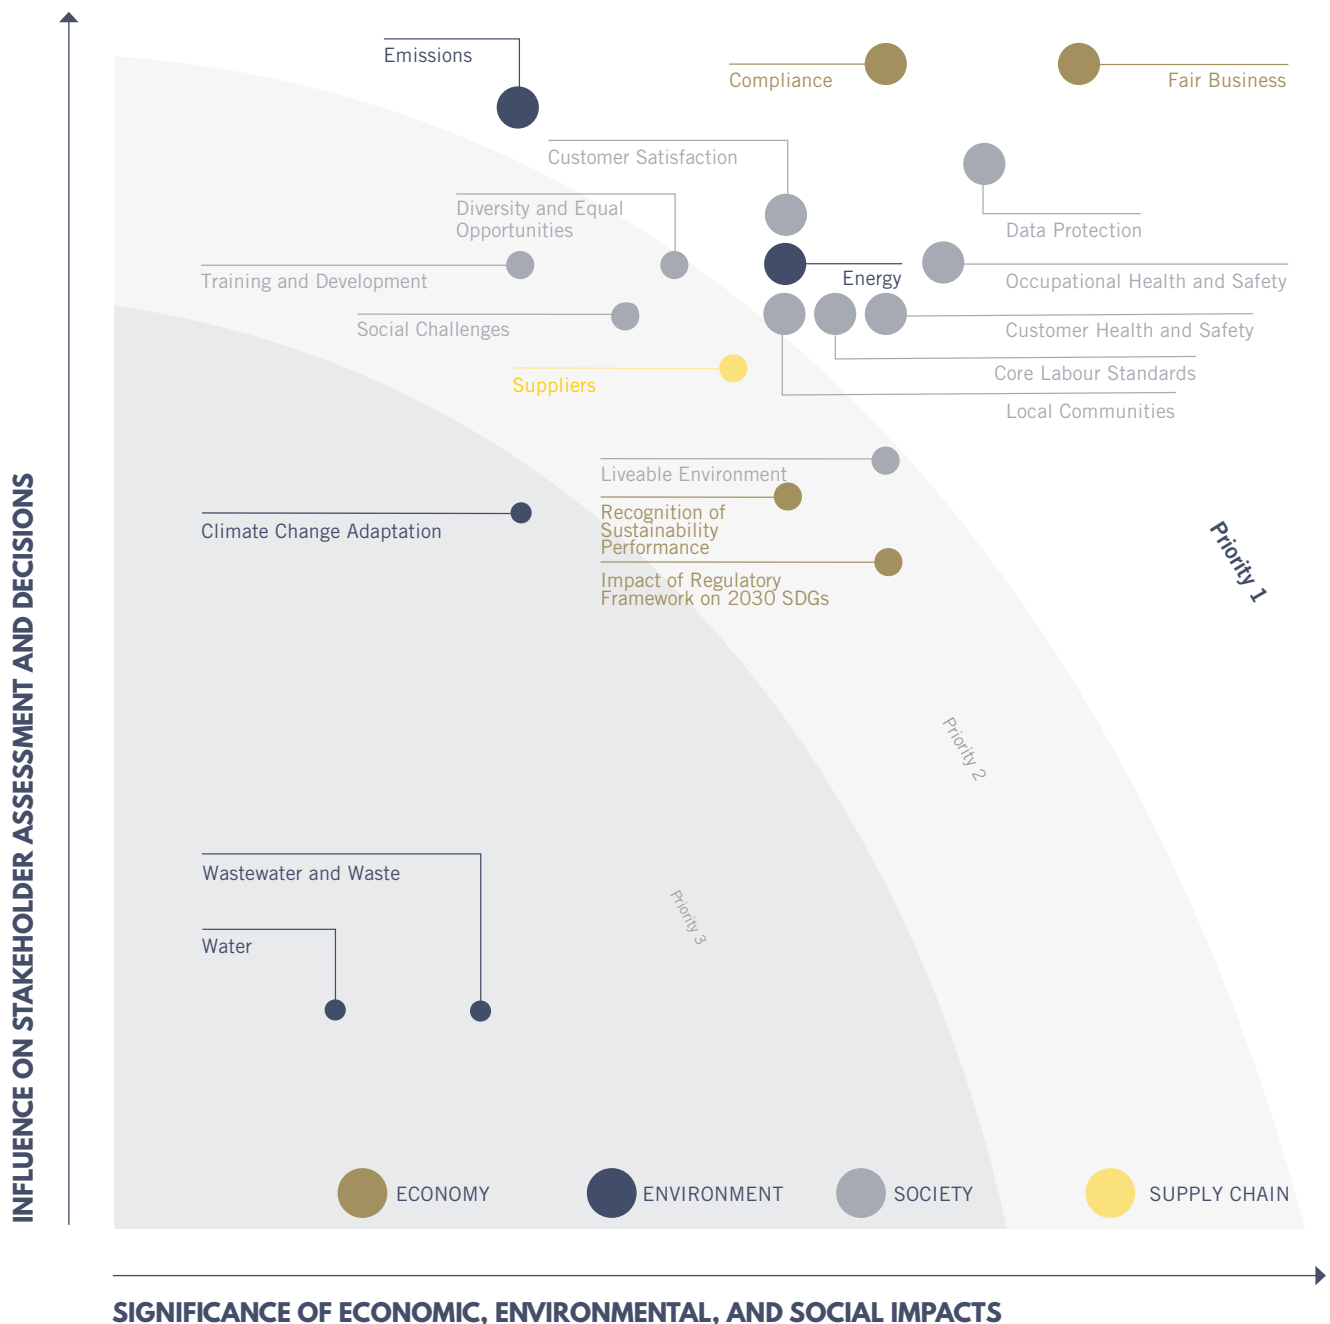 Emissions
Compliance
Fair Business
Customer Satisfaction
Diversity and Equal
Opportunities
Data Protection
Training and Development
Energy
Occupational Health and Safety
Social Challenges
Customer Health and Safety
Core Labour Standards
Suppliers
Local Communities
Liveable Environment
Recognition of
Sustainability
Performance
Climate Change Adaptation
Impact of Regulatory
Framework on 2030 SDGs
Priority 1
Priority 2
Priority 3
Wastewater and Waste
Water
INFLUENCE ON STAKEHOLDER ASSESSMENT AND DECISIONS
ECONOMY
ENVIRONMENT
SOCIETY
SUPPLY CHAIN
SIGNIFICANCE OF ECONOMIC, ENVIRONMENTAL, AND SOCIAL IMPACTS